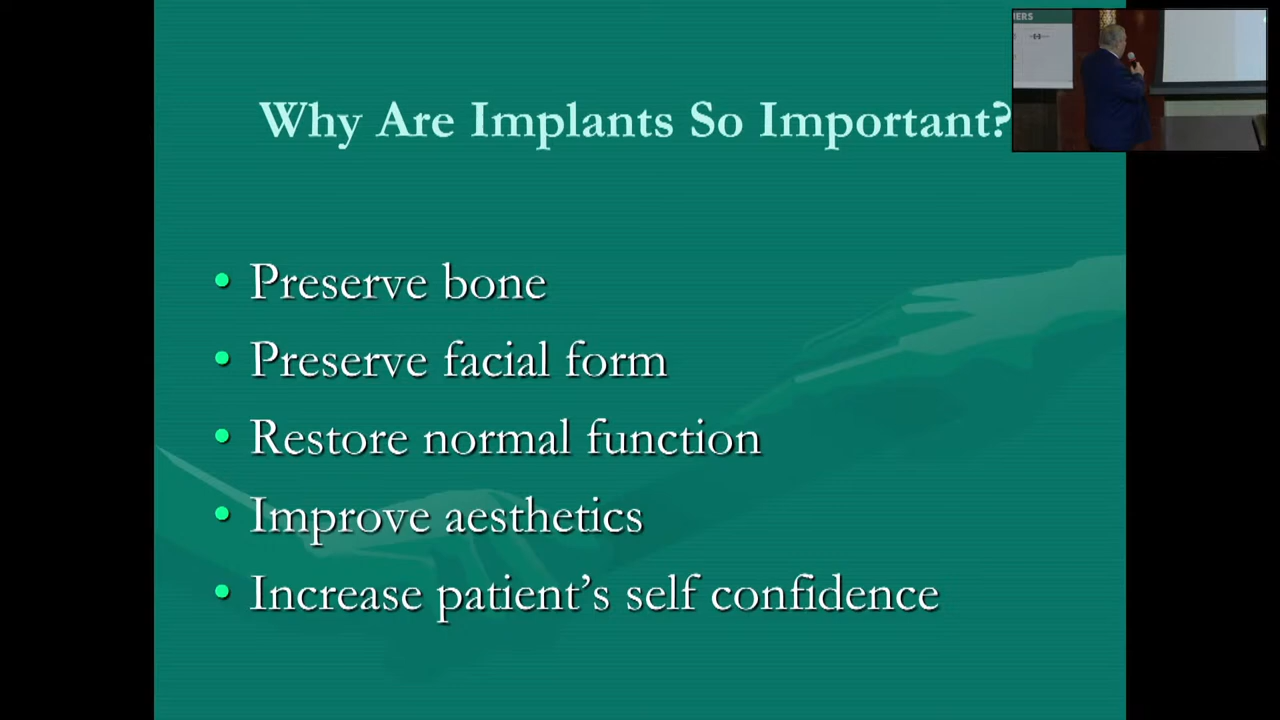 Why Are Implants So Important?
• Preserve bone
• Preserve facial form
• Restore normal function
• Improve aesthetics
• Increase patient’s self confidence